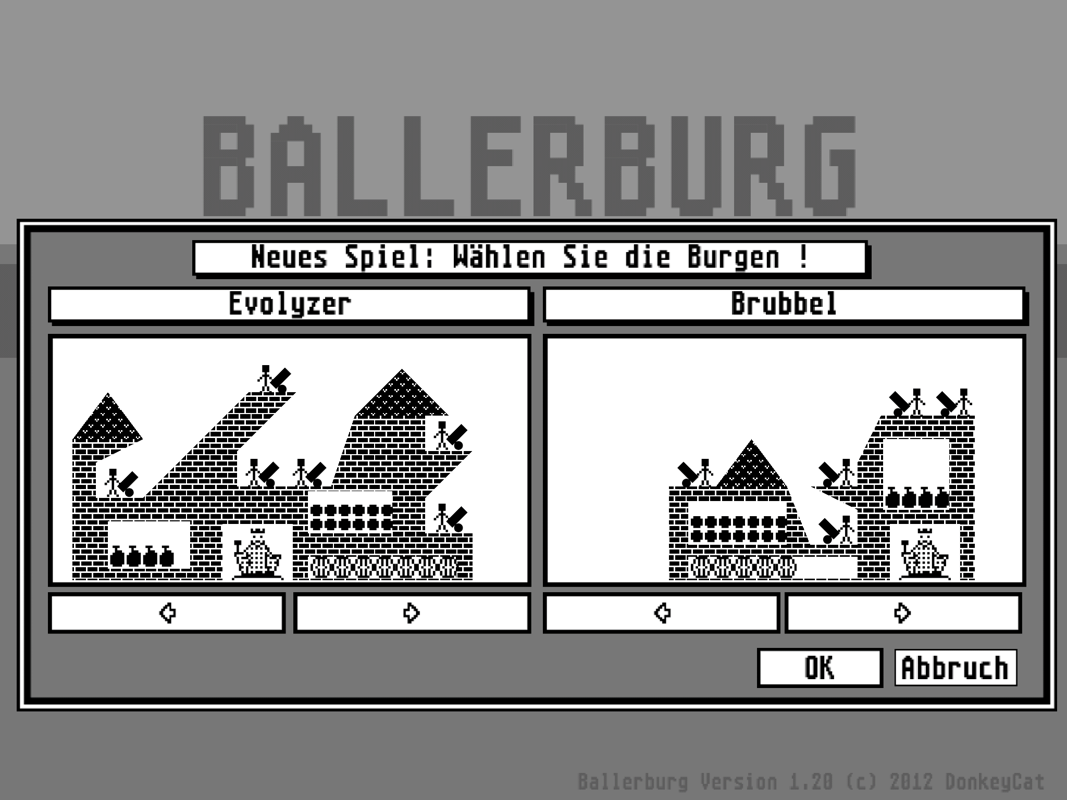 BALLERBURG
Neues Spiel: Wählen Sie die Burgen !
Evolyzer
Brubbel
OK
Abbruch
Ballerburg Version 1.20 (c) 2012 DonkeyCat